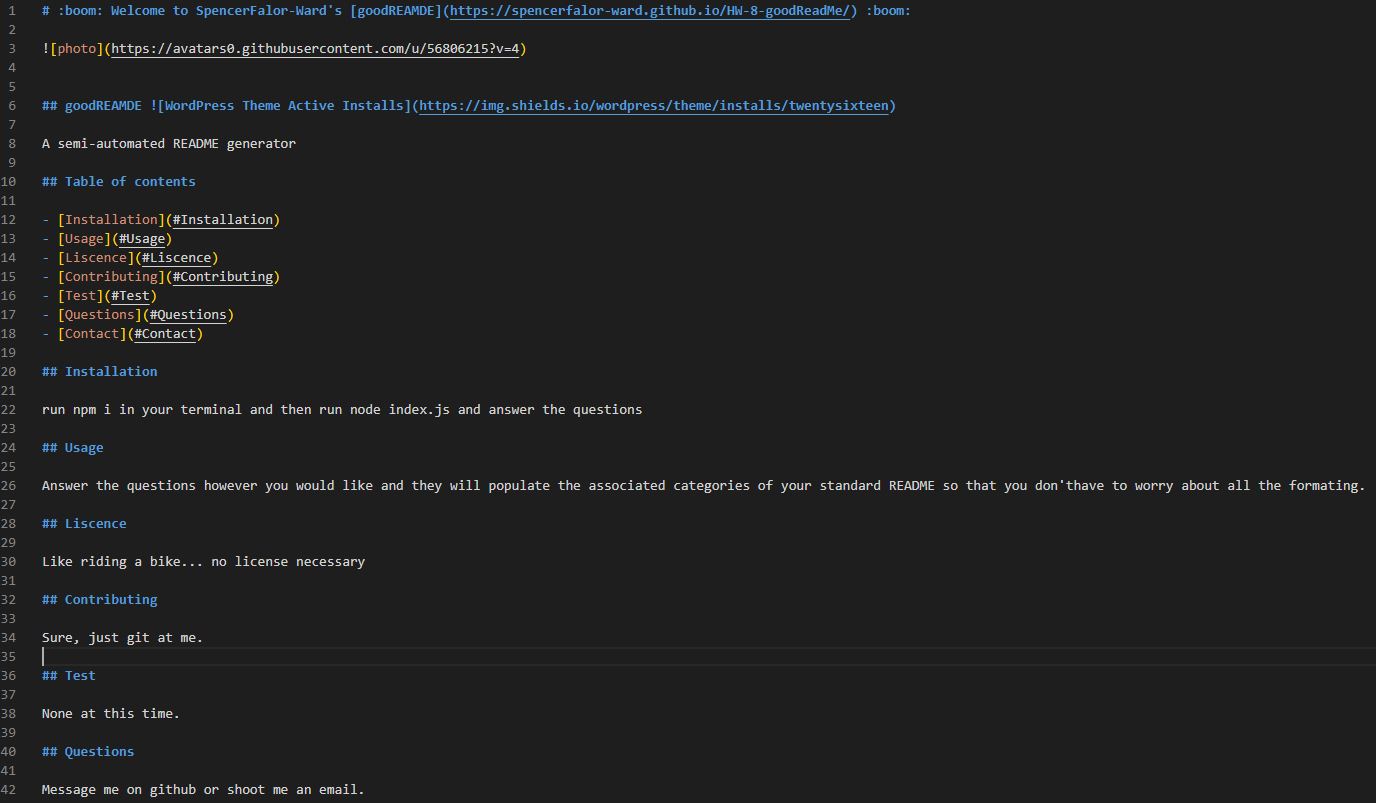 1 # :boom: Welcome to SpencerFalor-Ward's [goodREAMDE](https://spencerfalor-ward.github.io/HW-8-goodReadMe/) :boom:
2
3 ![photo](https://avatars0.githubusercontent.com/u/56806215?v=4)
4
5
6 ## goodREAMDE ![WordPress Theme Active Installs](https://img.shields.io/wordpress/theme/installs/twentysixteen)
7
8 A semi-automated README generator
9
10 ## Table of contents
11
12 - [Installation](#Installation)
13 - [Usage](#Usage)
14 - [Liscence](#Liscence)
15 - [Contributing](#Contributing)
16 - [Test](#Test)
17 - [Questions](#Questions)
18 - [Contact](#Contact)
19
20 ## Installation
21
22 run npm i in your terminal and then run node index.js and answer the questions
23
24 ## Usage
25
26 Answer the questions however you would like and they will populate the associated categories of your standard README so that you don'thave to worry about all the formating.
27
28 ## Liscence
29
30 Like riding a bike... no license necessary
31
32 ## Contributing
33
34 Sure, just git at me.
35
36 ## Test
37
38 None at this time.
39
40 ## Questions
41
42 Message me on github or shoot me an email.